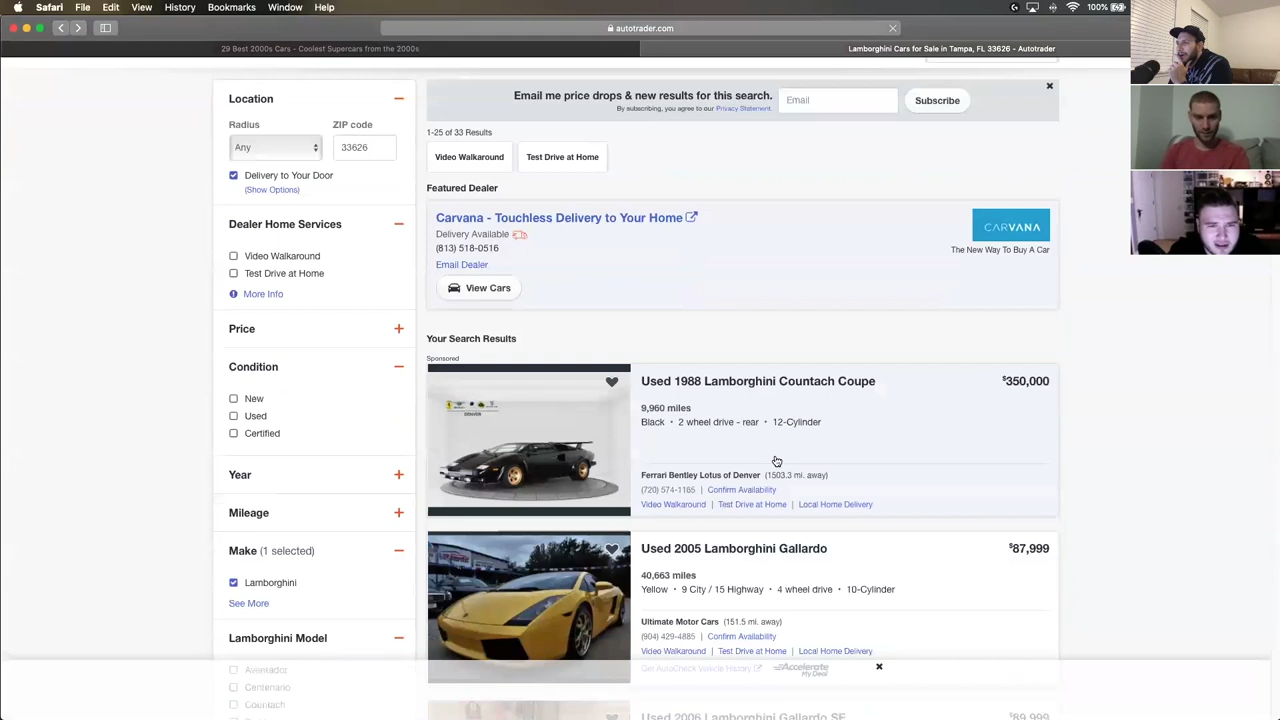 Safari File Edit View History Bookmarks Window Help
100%
autotrader.com
29 Best 2000s Cars - Coolest Supercars from the 2000s
Lamborghini Cars for Sale in Tampa, FL 33626 - Autotrader
Location
Radius ZIP code
Any 33626
Delivery to Your Door
(Show Options)
Dealer Home Services
Video Walkaround
Test Drive at Home
More Info
Price
Condition
New
Used
Certified
Year
Mileage
Make (1 selected)
Lamborghini
See More
Lamborghini Model
Aventador
Centenario
Countach
Email me price drops & new results for this search.
By subscribing, you agree to our Privacy Statement.
Email
Subscribe
1-25 of 33 Results
Video Walkaround Test Drive at Home
Featured Dealer
Carvana - Touchless Delivery to Your Home
Delivery Available
(813) 518-0516
Email Dealer
View Cars
CARVANA
The New Way To Buy A Car
Your Search Results
Sponsored
DENVER
Used 1988 Lamborghini Countach Coupe $350,000
9,960 miles
Black • 2 wheel drive - rear • 12-Cylinder
Ferrari Bentley Lotus of Denver (1503.3 mi. away)
(720) 574-1165 | Confirm Availability
Video Walkaround | Test Drive at Home | Local Home Delivery
Used 2005 Lamborghini Gallardo $87,999
40,663 miles
Yellow • 9 City / 15 Highway • 4 wheel drive • 10-Cylinder
Ultimate Motor Cars (151.5 mi. away)
(904) 429-4885 | Confirm Availability
Video Walkaround | Test Drive at Home | Local Home Delivery
Get AutoCheck Vehicle History
Accelerate
My Deal
Used 2006 Lamborghini Gallardo SE $89,999